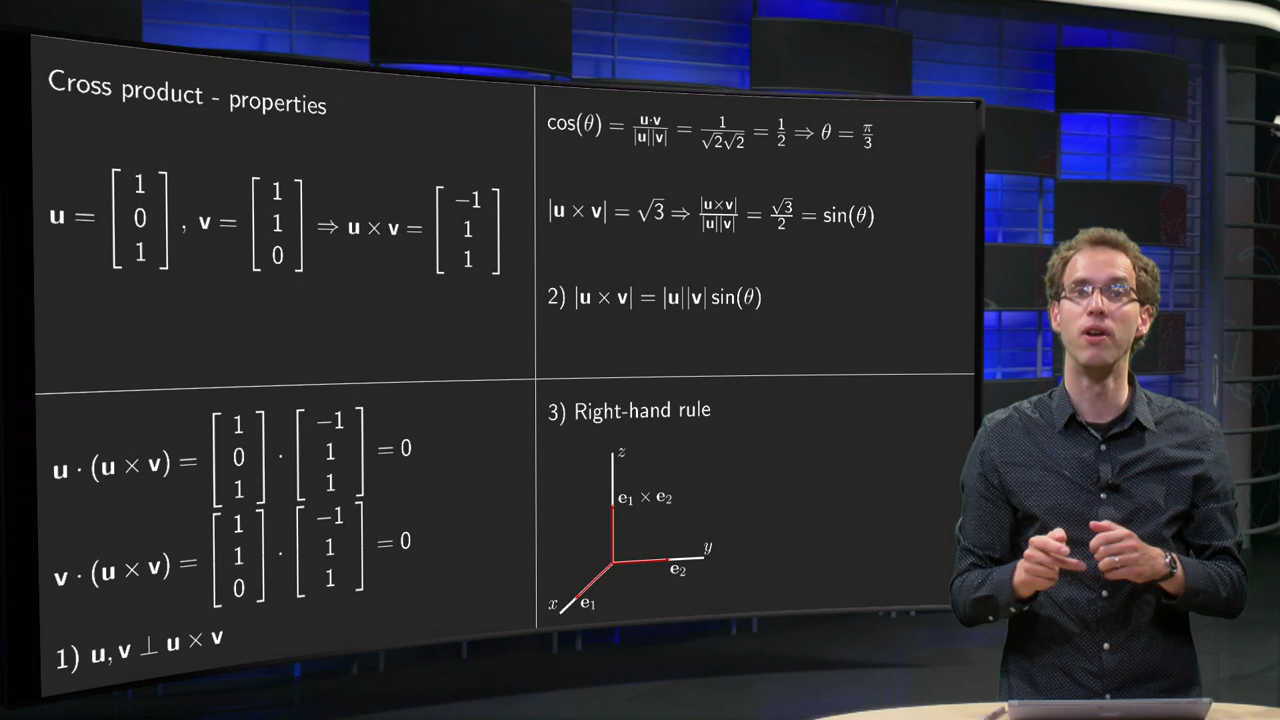 Cross product - properties
u = [1 0 1], v = [1 1 0] ⇒ u × v = [−1 1 1]
u · (u × v) = [1 0 1] · [−1 1 1] = 0
v · (u × v) = [1 1 0] · [−1 1 1] = 0
1) u, v ⊥ u × v
cos(θ) = u·v/|u||v| = 1/√2√2 = 1/2 ⇒ θ = π/3
|u × v| = √3 ⇒ |u×v|/|u||v| = √3/2 = sin(θ)
2) |u × v| = |u||v| sin(θ)
3) Right-hand rule
z
e₁ × e₂
y
e₂
x
e₁